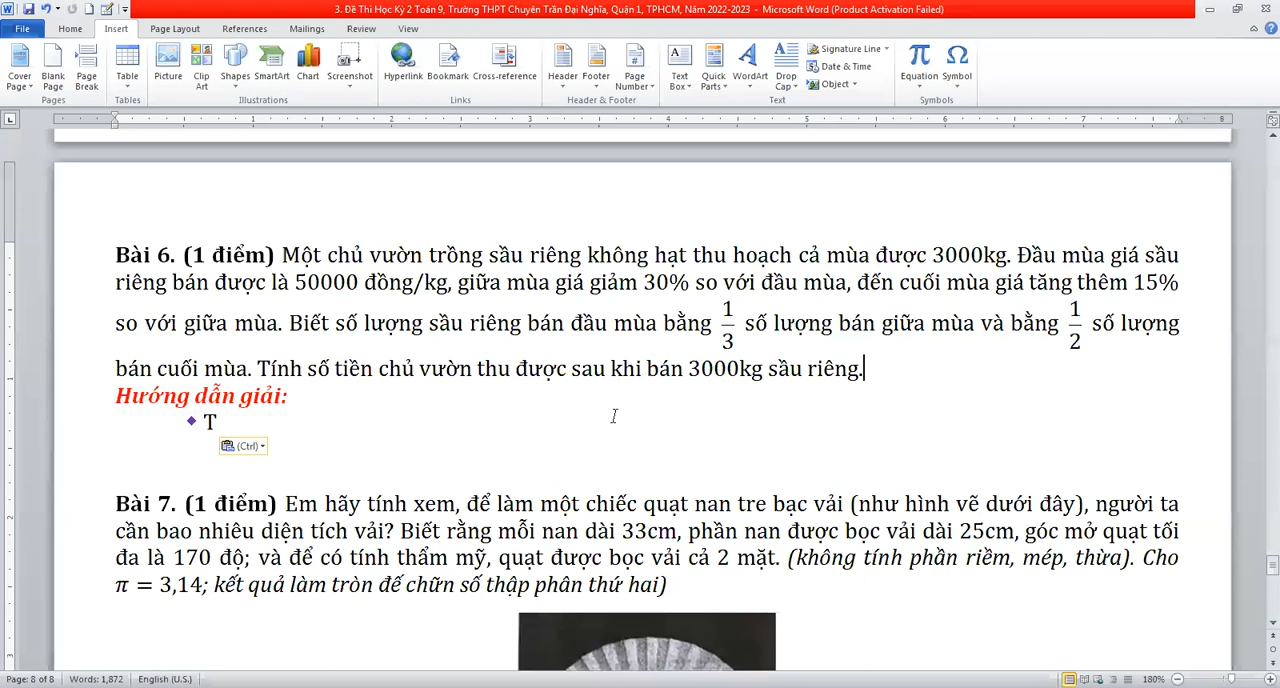 3. Đề Thi Học Kỳ 2 Toán 9, Trường THPT Chuyên Trần Đại Nghĩa, Quận 1, TPHCM, Năm 2022-2023 - Microsoft Word (Product Activation Failed)
File Home Insert Page Layout References Mailings Review View
Cover Page Blank Page Page Break Table Picture Clip Art Shapes SmartArt Chart Screenshot Hyperlink Bookmark Cross-reference Header Footer Page Number Text Box Quick Parts WordArt Drop Cap Signature Line Date & Time Object Equation Symbol
Pages Tables Illustrations Links Header & Footer Text Symbols
1 2 3 4 5 6 7 8
Bài 6. (1 điểm) Một chủ vườn trồng sầu riêng không hạt thu hoạch cả mùa được 3000kg. Đầu mùa giá sầu
riêng bán được là 50000 đồng/kg, giữa mùa giá giảm 30% so với đầu mùa, đến cuối mùa giá tăng thêm 15%
so với giữa mùa. Biết số lượng sầu riêng bán đầu mùa bằng 1/3 số lượng bán giữa mùa và bằng 1/2 số lượng
bán cuối mùa. Tính số tiền chủ vườn thu được sau khi bán 3000kg sầu riêng.
Hướng dẫn giải:
T
(Ctrl)
Bài 7. (1 điểm) Em hãy tính xem, để làm một chiếc quạt nan tre bạc vải (như hình vẽ dưới đây), người ta
cần bao nhiêu diện tích vải? Biết rằng mỗi nan dài 33cm, phần nan được bọc vải dài 25cm, góc mở quạt tối
đa là 170 độ; và để có tính thẩm mỹ, quạt được bọc vải cả 2 mặt. (không tính phần riềm, mép, thừa). Cho
π = 3,14; kết quả làm tròn đế chữn số thập phân thứ hai)
Page: 8 of 8 Words: 1,872 English (U.S.) 180%